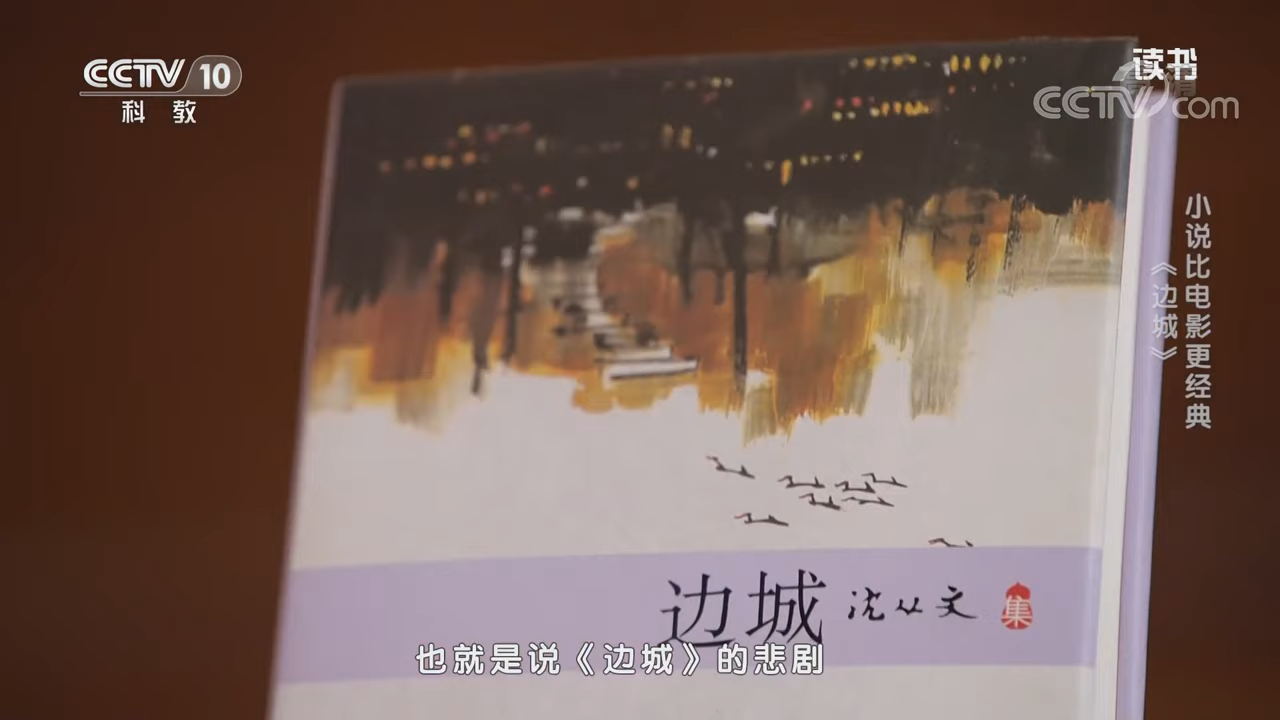 CCTV 10
科教
读书
CCTV.com
小说比电影更经典
《边城》
边城 沈从文 集
也就是说《边城》的悲剧